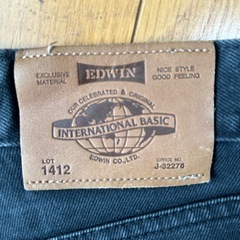 EXCLUSIVE
MATERIAL
EDWIN
NICE STYLE
GOOD FEELING
OUR CELEBRATED & ORIGINAL
INTERNATIONAL BASIC
EDWIN CO.,LTD.
LOT
1412
OFFICE NO
J-32278